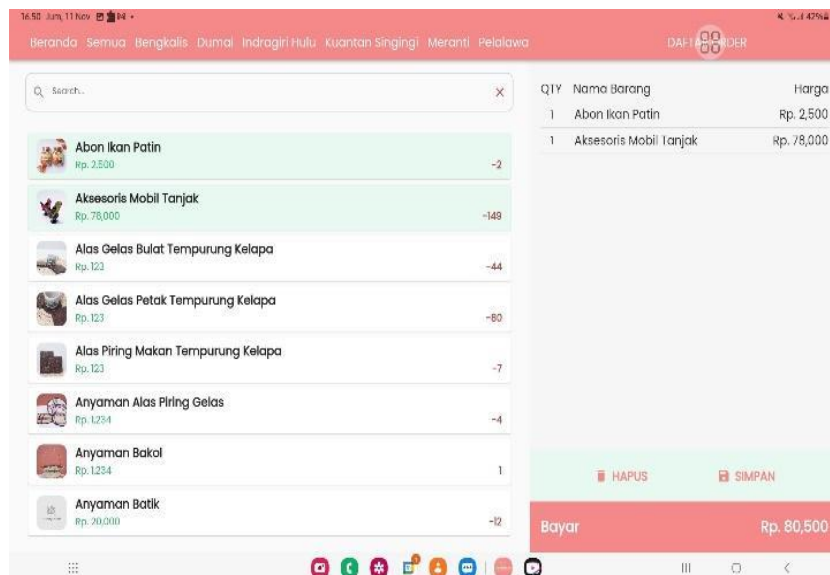 16.50 Jum, 11 Nov
42%
Beranda Semua Bengkalis Dumai Indragiri Hulu Kuantan Singingi Meranti Pelalawa
DAFTAR ORDER
Search..
QTY Nama Barang Harga
1 Abon Ikan Patin Rp. 2,500
1 Aksesoris Mobil Tanjak Rp. 78,000
Abon Ikan Patin
Rp. 2,500 -2
Aksesoris Mobil Tanjak
Rp. 78,000 -149
Alas Gelas Bulat Tempurung Kelapa
Rp. 123 -44
Alas Gelas Petak Tempurung Kelapa
Rp. 123 -80
Alas Piring Makan Tempurung Kelapa
Rp. 123 -7
Anyaman Alas Piring Gelas
Rp. 1,234 -4
Anyaman Bakol
Rp. 1,234 1
Anyaman Batik
Rp. 20,000 -12
HAPUS SIMPAN
Bayar Rp. 80,500